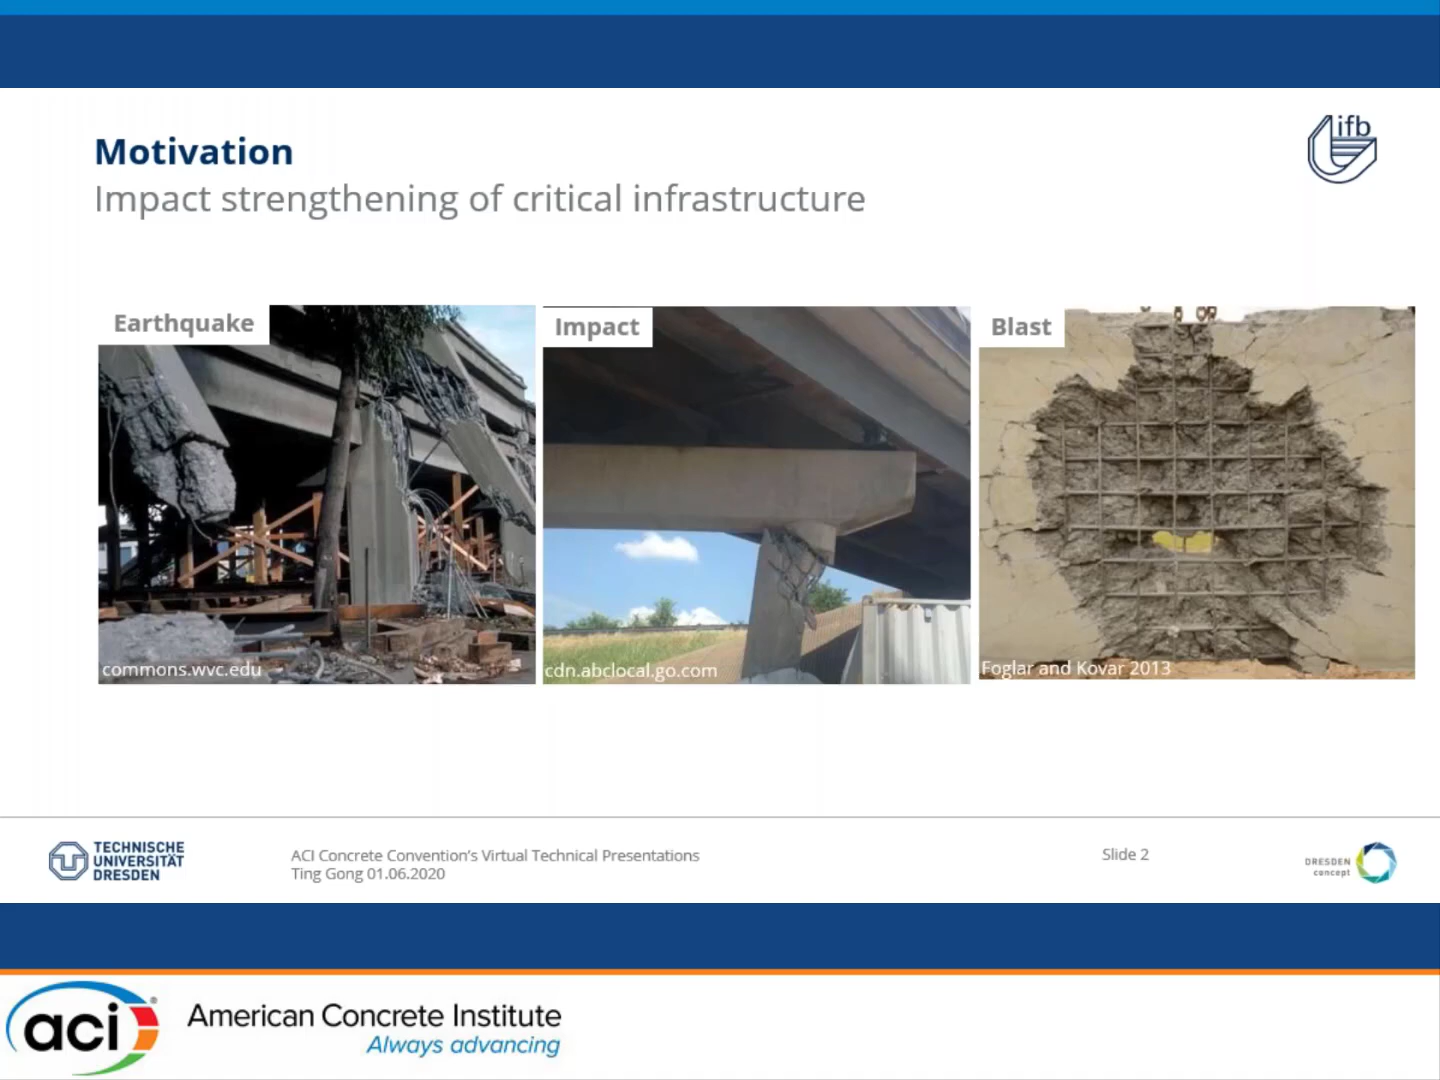 Motivation
Impact strengthening of critical infrastructure
ifb
Earthquake
Impact
Blast
commons.wvc.edu
cdn.abclocal.go.com
Foglar and Kovar 2013
TECHNISCHE
UNIVERSITÄT
DRESDEN
ACI Concrete Convention's Virtual Technical Presentations
Ting Gong 01.06.2020
Slide 2
DRESDEN
concept
aci®
American Concrete Institute
Always advancing